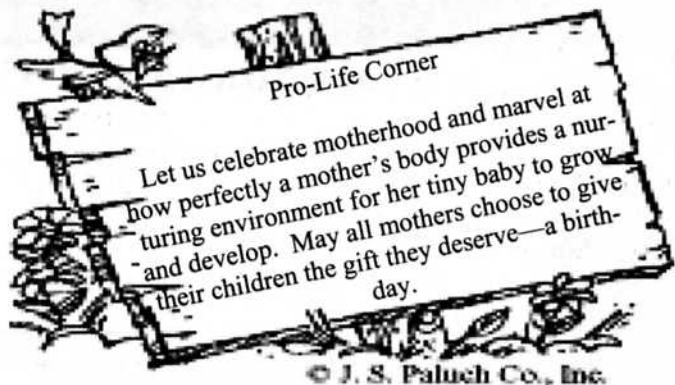 Pro-Life Corner
Let us celebrate motherhood and marvel at
how perfectly a mother's body provides a nur-
turing environment for her tiny baby to grow
and develop.  May all mothers choose to give
their children the gift they deserve—a birth-
day.
© J. S. Paluch Co., Inc.